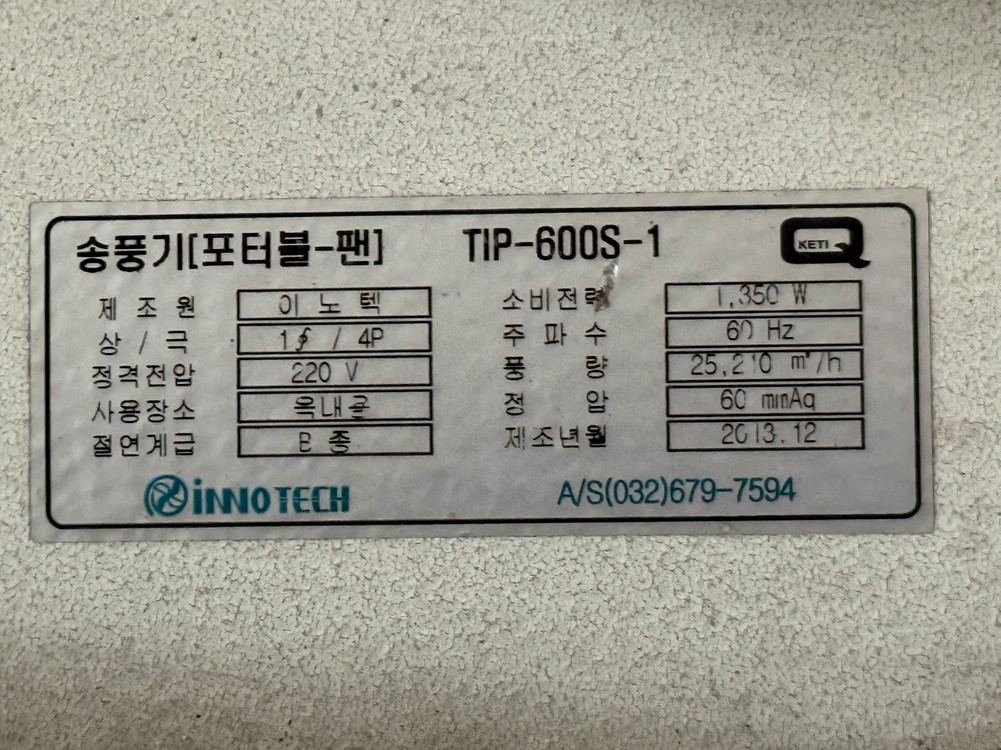 송풍기[포터블-팬] TIP-600S-1 KETI Q
제 조 원 이 노 텍 소비전력 1,350 W
상 / 극 1∮ / 4P 주 파 수 60 Hz
정격전압 220 V 풍 량 25,210 m³/h
사용장소 옥내용 정 압 60 mmAq
절연계급 B 종 제조년월 2013.12
iNNOTECH A/S(032)679-7594